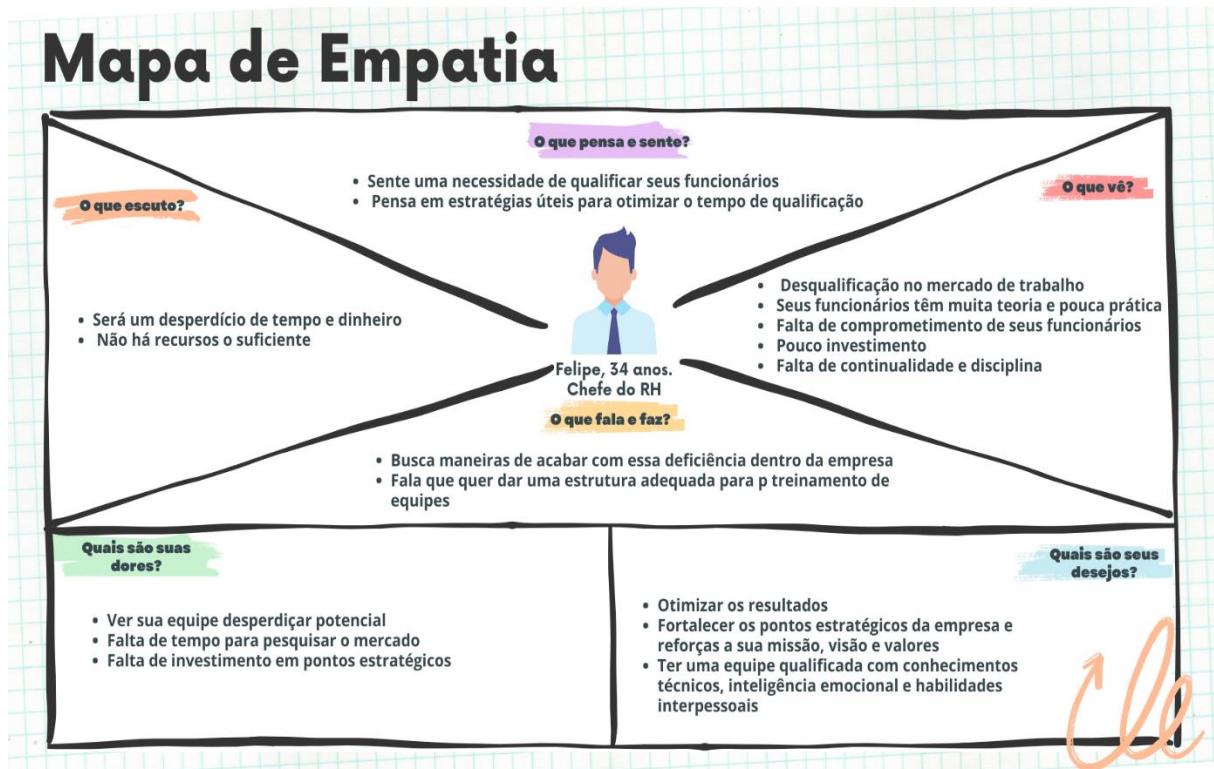 Mapa de Empatia
O que pensa e sente?
• Sente uma necessidade de qualificar seus funcionários
• Pensa em estratégias úteis para otimizar o tempo de qualificação
O que escuto?
• Será um desperdício de tempo e dinheiro
• Não há recursos o suficiente
O que vê?
• Desqualificação no mercado de trabalho
• Seus funcionários têm muita teoria e pouca prática
• Falta de comprometimento de seus funcionários
• Pouco investimento
• Falta de continualidade e disciplina
Felipe, 34 anos.
Chefe do RH
O que fala e faz?
• Busca maneiras de acabar com essa deficiência dentro da empresa
• Fala que quer dar uma estrutura adequada para p treinamento de
equipes
Quais são suas
dores?
• Ver sua equipe desperdiçar potencial
• Falta de tempo para pesquisar o mercado
• Falta de investimento em pontos estratégicos
Quais são seus
desejos?
• Otimizar os resultados
• Fortalecer os pontos estratégicos da empresa e
reforças a sua missão, visão e valores
• Ter uma equipe qualificada com conhecimentos
técnicos, inteligência emocional e habilidades
interpessoais